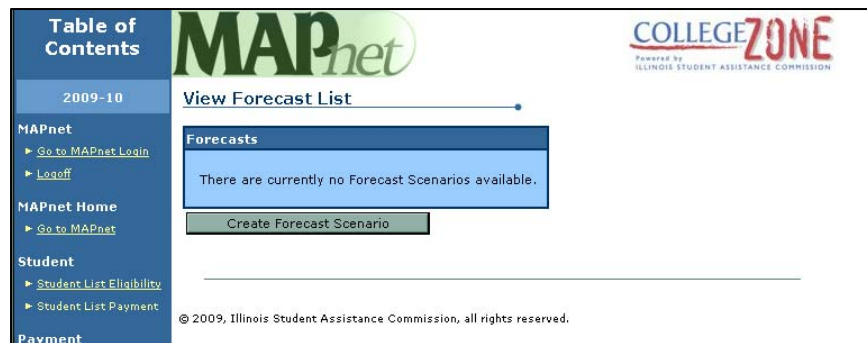 Table of
Contents
2009-10
MAPnet
Go to MAPnet Login
Logoff
MAPnet Home
Go to MAPnet
Student
Student List Eligibility
Student List Payment
Payment
MAPnet
COLLEGE ZONE
Powered by
ILLINOIS STUDENT ASSISTANCE COMMISSION
View Forecast List
Forecasts
There are currently no Forecast Scenarios available.
Create Forecast Scenario
© 2009, Illinois Student Assistance Commission, all rights reserved.